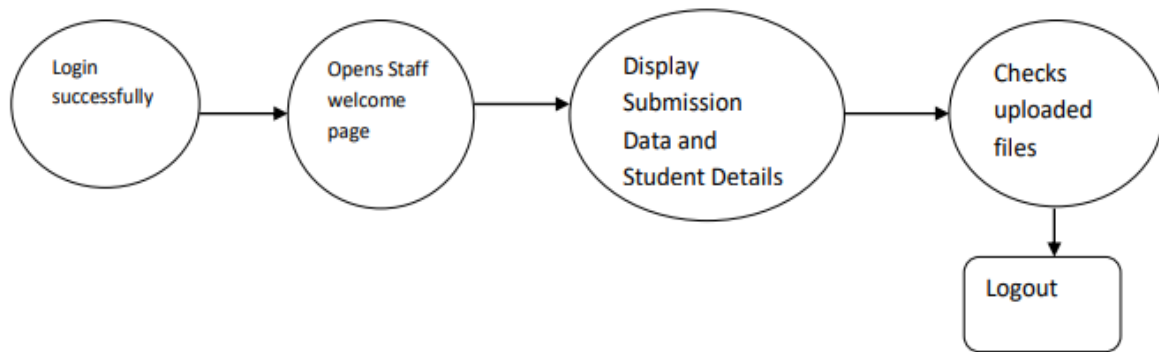 Login
successfully
Opens Staff
welcome
page
Display
Submission
Data and
Student Details
Checks
uploaded
files
Logout